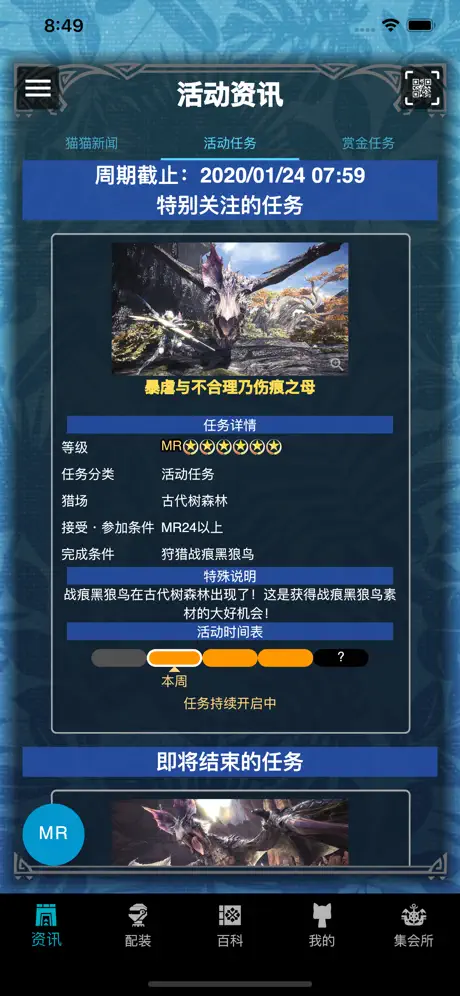 8:49
活动资讯
猫猫新闻
活动任务
赏金任务
周期截止：2020/01/24 07:59
特别关注的任务
暴虐与不合理乃伤痕之母
任务详情
等级 MR
任务分类 活动任务
猎场 古代树森林
接受·参加条件 MR24以上
完成条件 狩猎战痕黑狼鸟
特殊说明
战痕黑狼鸟在古代树森林出现了！这是获得战痕黑狼鸟素
材的大好机会！
活动时间表
?
本周
任务持续开启中
即将结束的任务
MR
资讯
配装
百科
我的
集会所